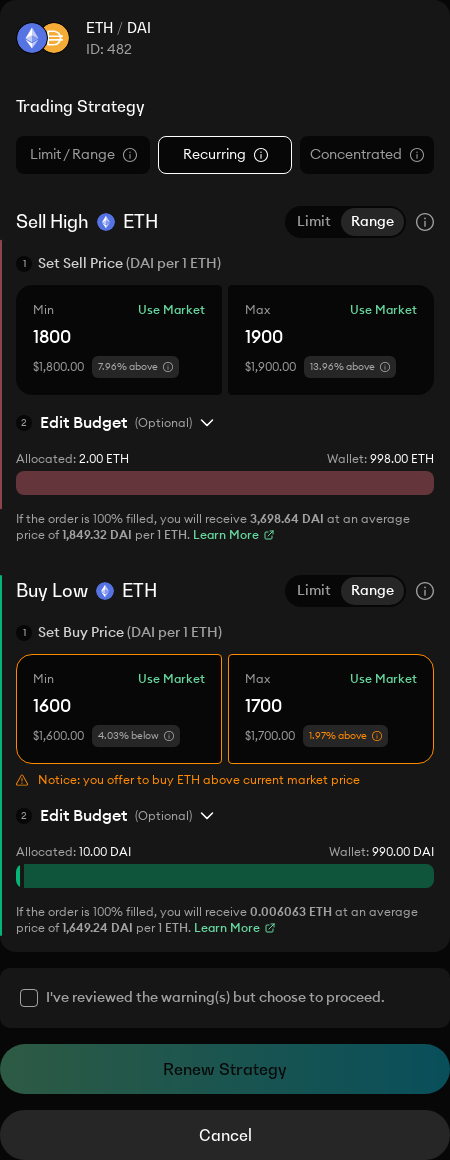 ETH / DAI
ID: 482
Trading Strategy
Limit / Range
Recurring
Concentrated
Sell High ETH
Limit Range
1 Set Sell Price (DAI per 1 ETH)
Min Use Market
1800
$1,800.00 7.96% above
Max Use Market
1900
$1,900.00 13.96% above
2 Edit Budget (Optional)
Allocated: 2.00 ETH Wallet: 998.00 ETH
If the order is 100% filled, you will receive 3,698.64 DAI at an average
price of 1,849.32 DAI per 1 ETH. Learn More
Buy Low ETH
Limit Range
1 Set Buy Price (DAI per 1 ETH)
Min Use Market
1600
$1,600.00 4.03% below
Max Use Market
1700
$1,700.00 1.97% above
Notice: you offer to buy ETH above current market price
2 Edit Budget (Optional)
Allocated: 10.00 DAI Wallet: 990.00 DAI
If the order is 100% filled, you will receive 0.006063 ETH at an average
price of 1,649.24 DAI per 1 ETH. Learn More
I've reviewed the warning(s) but choose to proceed.
Renew Strategy
Cancel